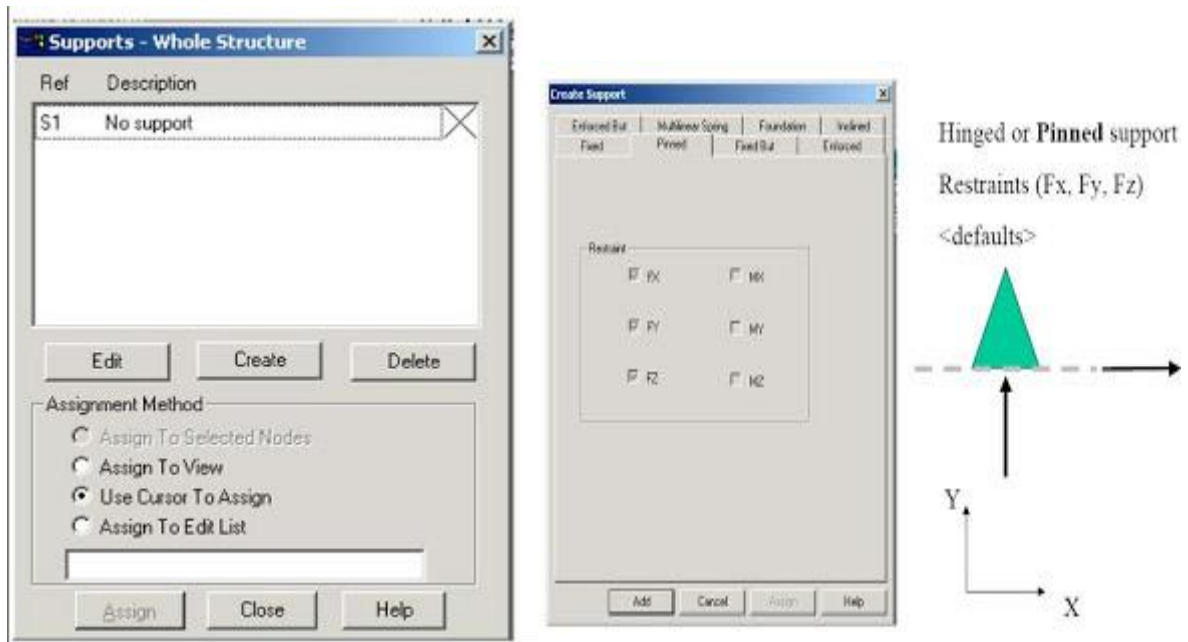 Supports - Whole Structure
Ref Description
S1 No support
Edit Create Delete
Assignment Method
Assign To Selected Nodes
Assign To View
Use Cursor To Assign
Assign To Edit List
Assign Close Help
Create Support
Enforced But Multilinear Spring Foundation Inclined
Fixed Pinned Fixed But Enforced
Restraint
FX MX
FY MY
FZ MZ
Add Cancel Assign Help
Hinged or Pinned support
Restraints (Fx, Fy, Fz)
<defaults>
Y
X